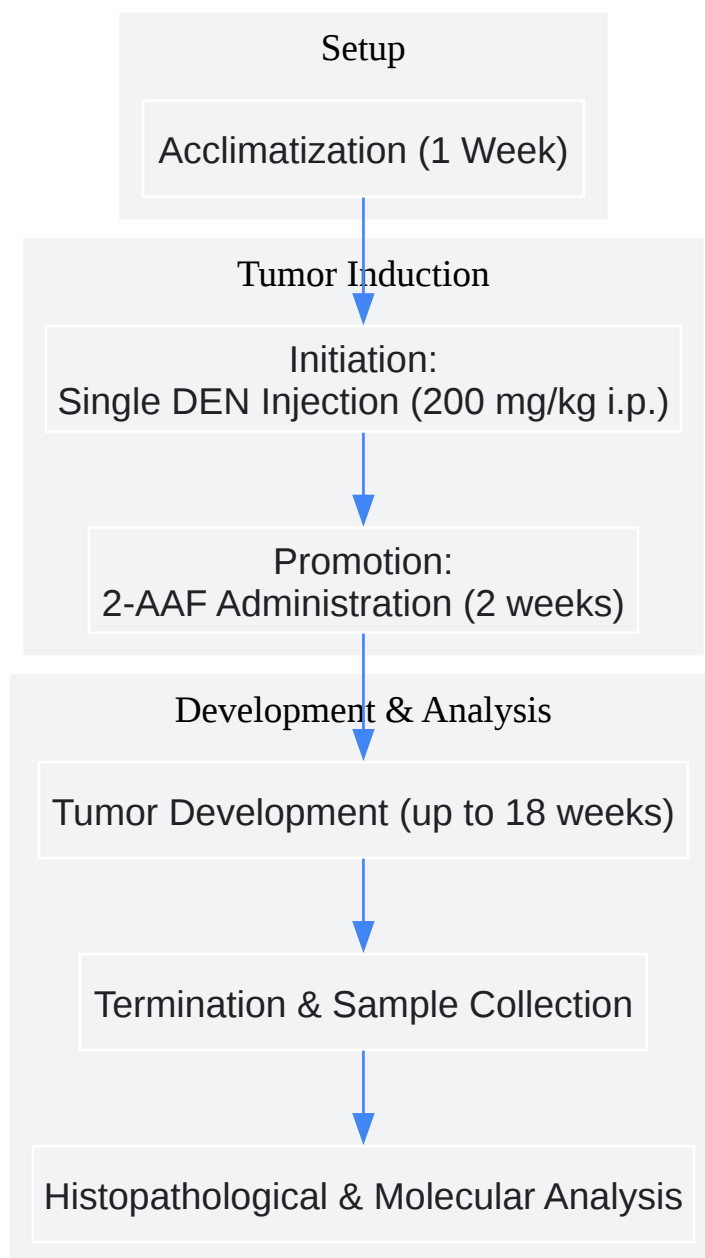 Setup
Acclimatization (1 Week)
Tumor Induction
Initiation:
Single DEN Injection (200 mg/kg i.p.)
Promotion:
2-AAF Administration (2 weeks)
Development & Analysis
Tumor Development (up to 18 weeks)
Termination & Sample Collection
Histopathological & Molecular Analysis